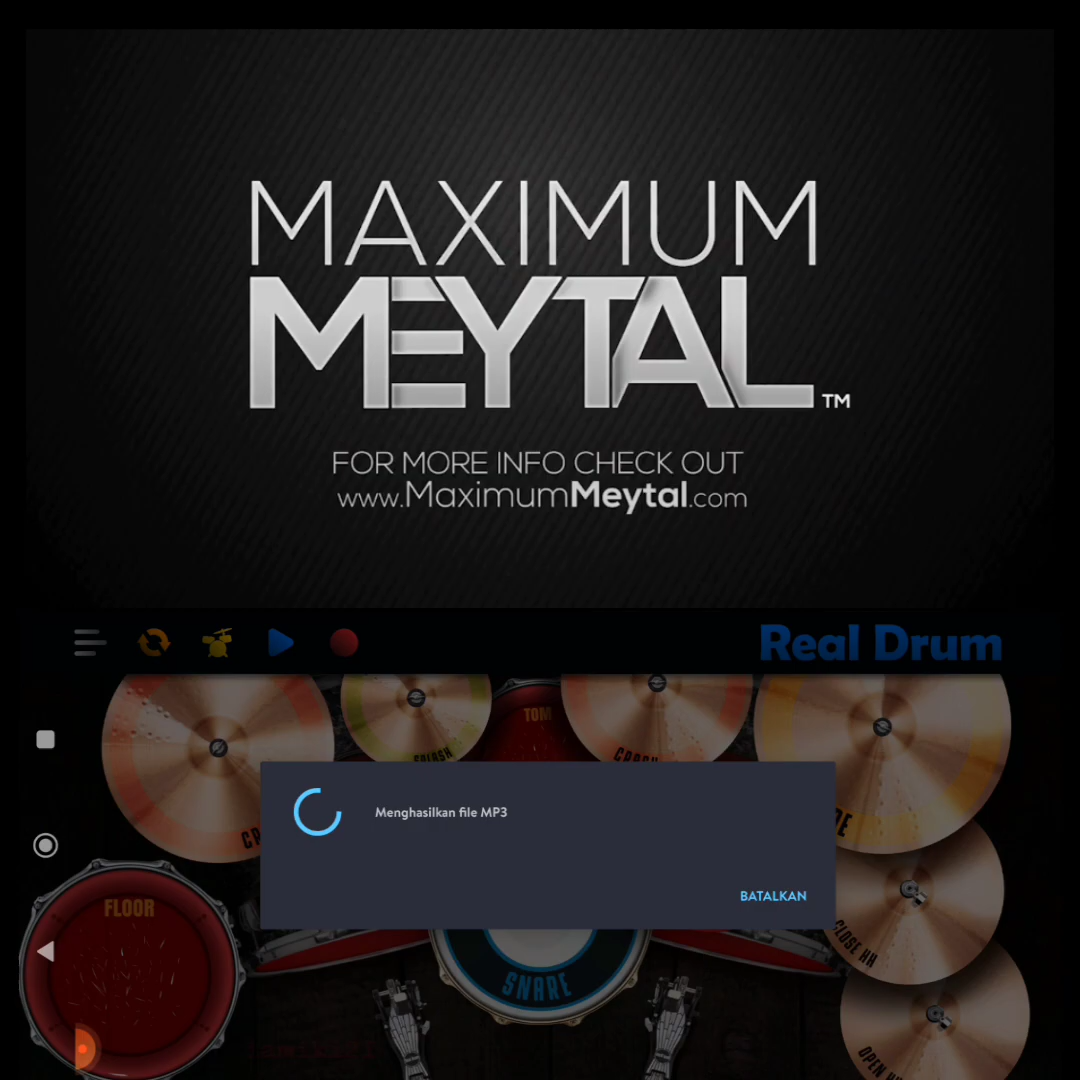 MAXIMUM
MEYTAL™
FOR MORE INFO CHECK OUT
www.MaximumMeytal.com
Real Drum
TOM
SPLASH
CRASH
Menghasilkan file MP3
BATALKAN
FLOOR
CLOSE HH
SNARE